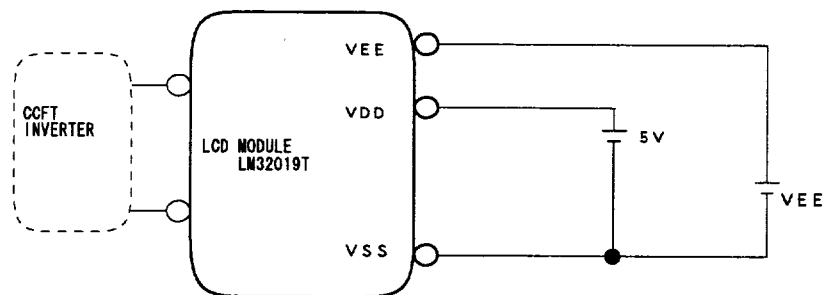 CCFT
INVERTER
LCD MODULE
LM32019T
VEE
VDD
VSS
5V
VEE